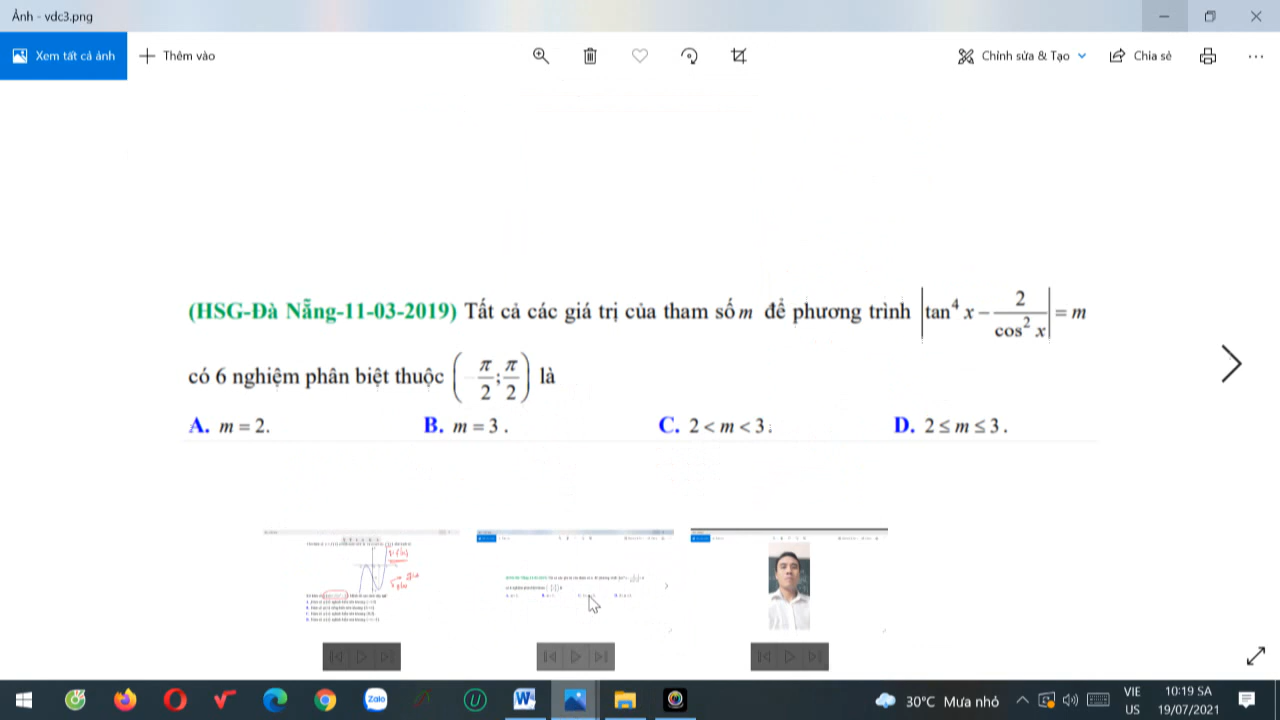 Ảnh - vdc3.png
Xem tất cả ảnh
Thêm vào
Chỉnh sửa & Tạo
Chia sẻ
(HSG-Đà Nẵng-11-03-2019) Tất cả các giá trị của tham số m để phương trình |tan⁴ x − 2/cos² x| = m
có 6 nghiệm phân biệt thuộc (−π/2; π/2) là
A. m = 2. B. m = 3. C. 2 < m < 3. D. 2 ≤ m ≤ 3.
Zalo
30°C Mưa nhỏ
VIE
US
10:19 SA
19/07/2021